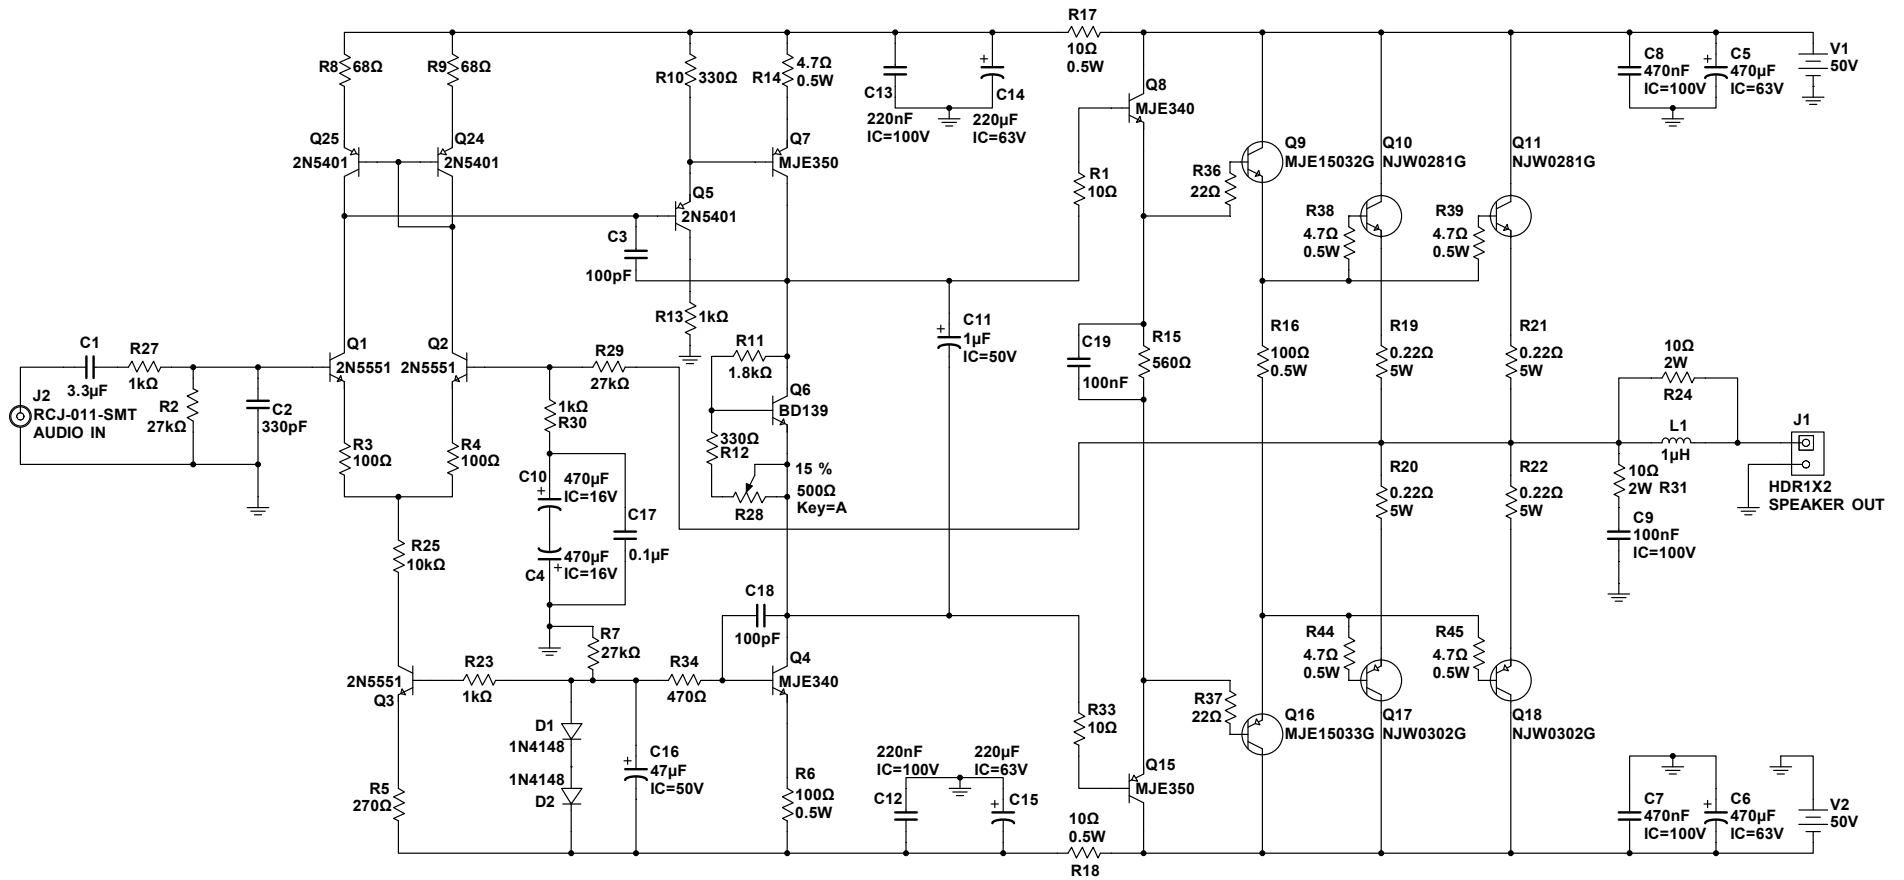 R17
10Ω
0.5W
R8
68Ω
R9
68Ω
R10
330Ω
4.7Ω
R14
0.5W
C13
220nF
IC=100V
C14
220µF
IC=63V
Q8
MJE340
C8
470nF
IC=100V
C5
470µF
IC=63V
V1
50V
Q25
2N5401
Q24
2N5401
Q7
MJE350
Q5
2N5401
R1
10Ω
R36
22Ω
Q9
MJE15032G
Q10
NJW0281G
Q11
NJW0281G
R38
4.7Ω
0.5W
R39
4.7Ω
0.5W
C3
100pF
R13
1kΩ
C11
1µF
IC=50V
C19
100nF
R15
560Ω
R16
100Ω
0.5W
R19
0.22Ω
5W
R21
0.22Ω
5W
10Ω
2W
R24
C1
3.3µF
R27
1kΩ
Q1
2N5551
Q2
2N5551
R29
27kΩ
R11
1.8kΩ
Q6
BD139
J2
RCJ-011-SMT
AUDIO IN
R2
27kΩ
C2
330pF
R3
100Ω
R4
100Ω
1kΩ
R30
330Ω
R12
15 %
500Ω
Key=A
R28
L1
1µH
J1
HDR1X2
SPEAKER OUT
C10
470µF
IC=16V
C17
0.1µF
470µF
IC=16V
C4
R20
0.22Ω
5W
R22
0.22Ω
5W
10Ω
2W
R31
C9
100nF
IC=100V
R25
10kΩ
C18
100pF
R7
27kΩ
R23
1kΩ
R34
470Ω
Q4
MJE340
2N5551
Q3
R44
4.7Ω
0.5W
R45
4.7Ω
0.5W
R33
10Ω
R37
22Ω
Q16
MJE15033G
Q17
NJW0302G
Q18
NJW0302G
D1
1N4148
1N4148
D2
C16
47µF
IC=50V
R5
270Ω
R6
100Ω
0.5W
220nF
IC=100V
C12
220µF
IC=63V
C15
Q15
MJE350
10Ω
0.5W
R18
C7
470nF
IC=100V
C6
470µF
IC=63V
V2
50V